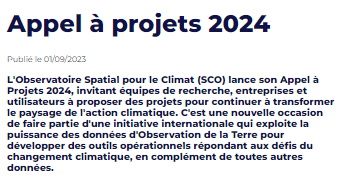 Appel à projets 2024
Publié le 01/09/2023
L'Observatoire Spatial pour le Climat (SCO) lance son Appel à
Projets 2024, invitant équipes de recherche, entreprises et
utilisateurs à proposer des projets pour continuer à transformer
le paysage de l'action climatique. C'est une nouvelle occasion
de faire partie d'une initiative internationale qui exploite la
puissance des données d'Observation de la Terre pour
développer des outils opérationnels répondant aux défis du
changement climatique, en complément de toutes autres
données.